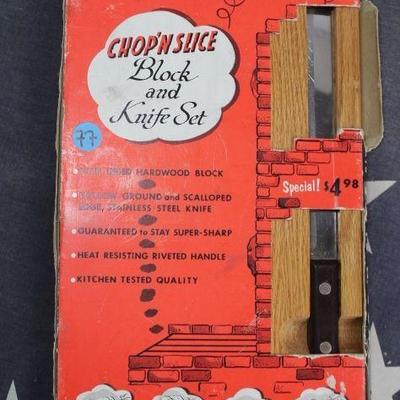 CHOP'N SLICE
Block
and
Knife Set
77
HARDWOOD BLOCK
GROUND and SCALLOPED
EDGE, STAINLESS STEEL KNIFE
GUARANTEED to STAY SUPER-SHARP
HEAT RESISTING RIVETED HANDLE
KITCHEN TESTED QUALITY
Special! $4.98